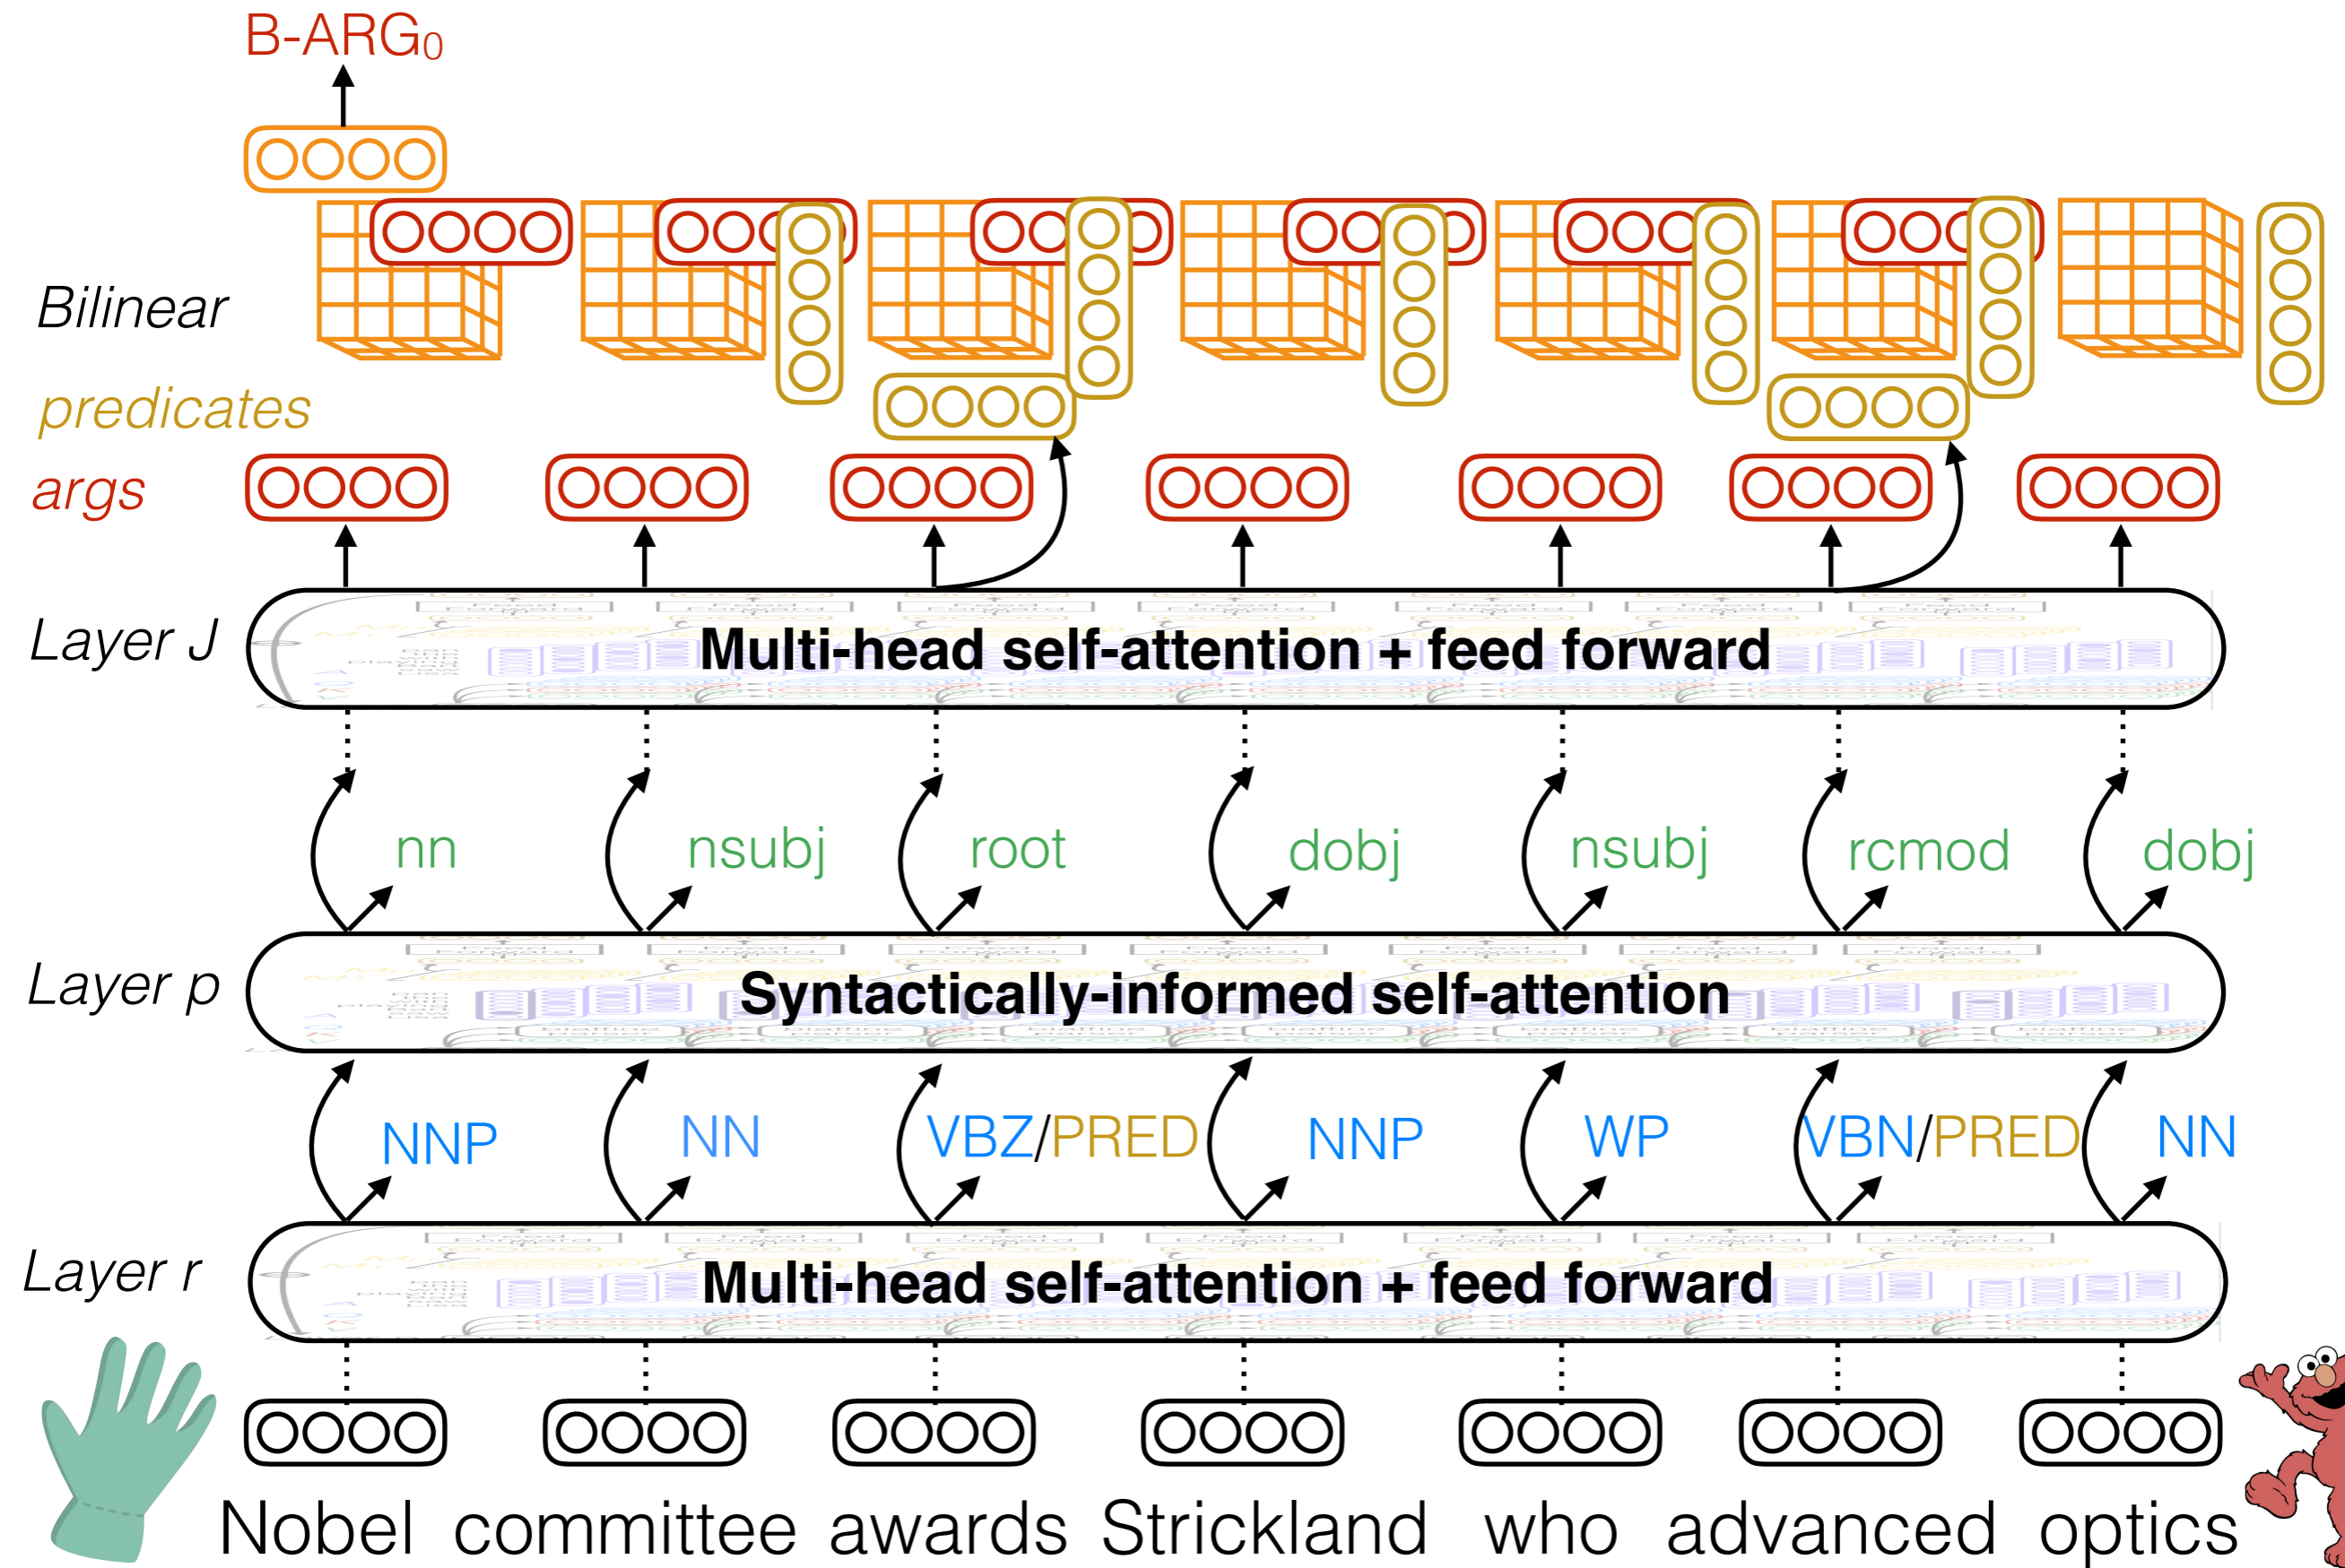 B-ARG0
Bilinear
predicates
args
Layer J
Multi-head self-attention + feed forward
nn nsubj root dobj nsubj rcmod dobj
Layer p
Syntactically-informed self-attention
NNP NN VBZ/PRED NNP WP VBN/PRED NN
Layer r
Multi-head self-attention + feed forward
Nobel committee awards Strickland who advanced optics